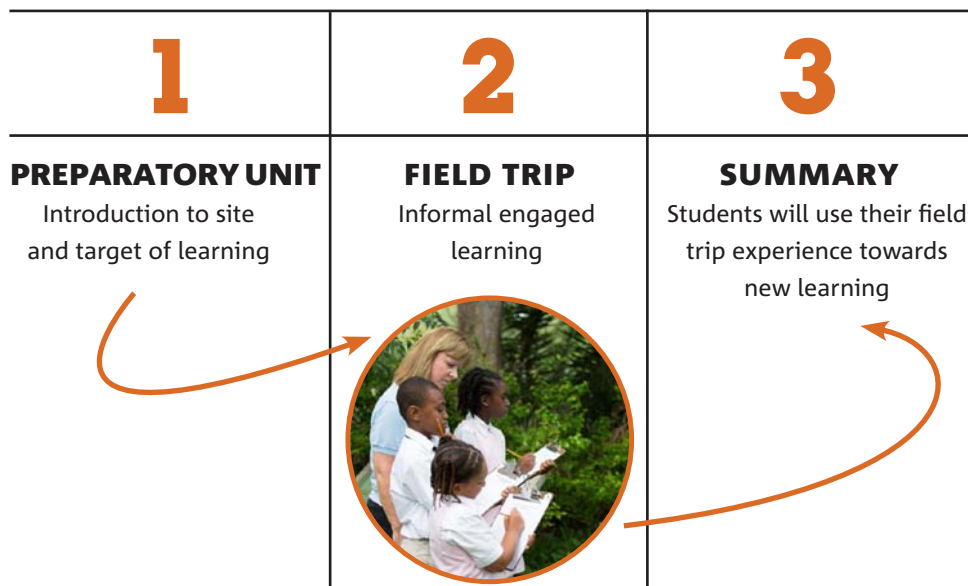 1
PREPARATORY UNIT
Introduction to site
and target of learning
2
FIELD TRIP
Informal engaged
learning
3
SUMMARY
Students will use their field
trip experience towards
new learning